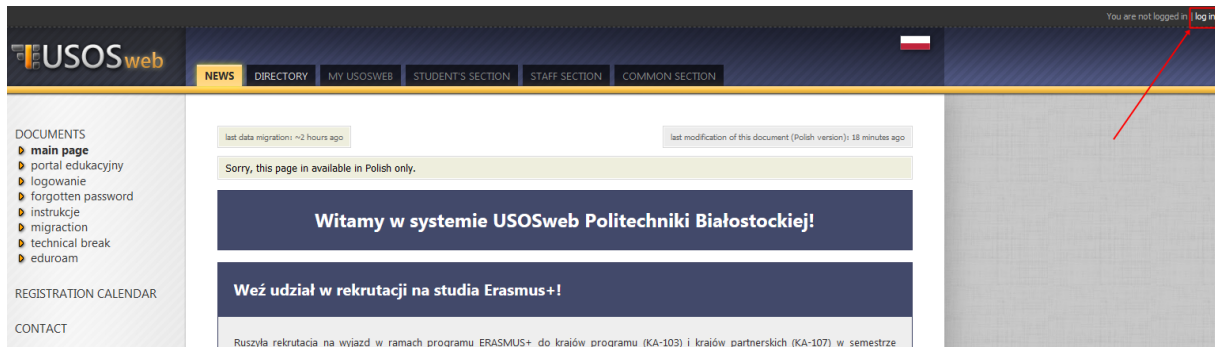 You are not logged in | log in
USOSweb
NEWS DIRECTORY MY USOSWEB STUDENT'S SECTION STAFF SECTION COMMON SECTION
DOCUMENTS
main page
portal edukacyjny
logowanie
forgotten password
instrukcje
migraction
technical break
eduroam
REGISTRATION CALENDAR
CONTACT
last data migration: ~2 hours ago
last modification of this document (Polish version): 18 minutes ago
Sorry, this page in available in Polish only.
Witamy w systemie USOSweb Politechniki Białostockiej!
Weź udział w rekrutacji na studia Erasmus+!
Ruszyła rekrutacja na wyjazd w ramach programu ERASMUS+ do krajów programu (KA-103) i krajów partnerskich (KA-107) w semestrze